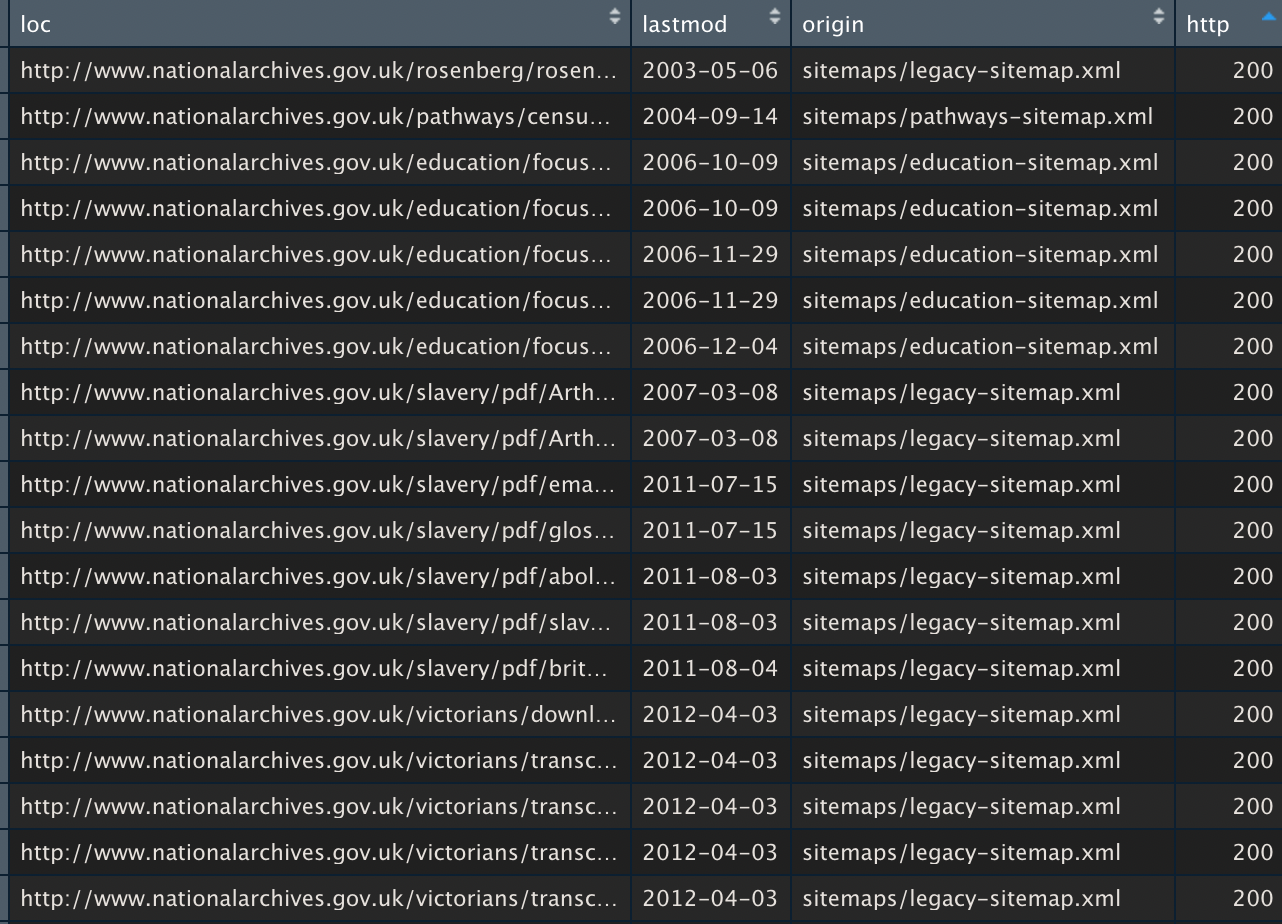 loc lastmod origin http
http://www.nationalarchives.gov.uk/rosenberg/rosen... 2003-05-06 sitemaps/legacy-sitemap.xml 200
http://www.nationalarchives.gov.uk/pathways/censu... 2004-09-14 sitemaps/pathways-sitemap.xml 200
http://www.nationalarchives.gov.uk/education/focus... 2006-10-09 sitemaps/education-sitemap.xml 200
http://www.nationalarchives.gov.uk/education/focus... 2006-10-09 sitemaps/education-sitemap.xml 200
http://www.nationalarchives.gov.uk/education/focus... 2006-11-29 sitemaps/education-sitemap.xml 200
http://www.nationalarchives.gov.uk/education/focus... 2006-11-29 sitemaps/education-sitemap.xml 200
http://www.nationalarchives.gov.uk/education/focus... 2006-12-04 sitemaps/education-sitemap.xml 200
http://www.nationalarchives.gov.uk/slavery/pdf/Arth... 2007-03-08 sitemaps/legacy-sitemap.xml 200
http://www.nationalarchives.gov.uk/slavery/pdf/Arth... 2007-03-08 sitemaps/legacy-sitemap.xml 200
http://www.nationalarchives.gov.uk/slavery/pdf/ema... 2011-07-15 sitemaps/legacy-sitemap.xml 200
http://www.nationalarchives.gov.uk/slavery/pdf/glos... 2011-07-15 sitemaps/legacy-sitemap.xml 200
http://www.nationalarchives.gov.uk/slavery/pdf/abol... 2011-08-03 sitemaps/legacy-sitemap.xml 200
http://www.nationalarchives.gov.uk/slavery/pdf/slav... 2011-08-03 sitemaps/legacy-sitemap.xml 200
http://www.nationalarchives.gov.uk/slavery/pdf/brit... 2011-08-04 sitemaps/legacy-sitemap.xml 200
http://www.nationalarchives.gov.uk/victorians/downl... 2012-04-03 sitemaps/legacy-sitemap.xml 200
http://www.nationalarchives.gov.uk/victorians/transc... 2012-04-03 sitemaps/legacy-sitemap.xml 200
http://www.nationalarchives.gov.uk/victorians/transc... 2012-04-03 sitemaps/legacy-sitemap.xml 200
http://www.nationalarchives.gov.uk/victorians/transc... 2012-04-03 sitemaps/legacy-sitemap.xml 200
http://www.nationalarchives.gov.uk/victorians/transc... 2012-04-03 sitemaps/legacy-sitemap.xml 200